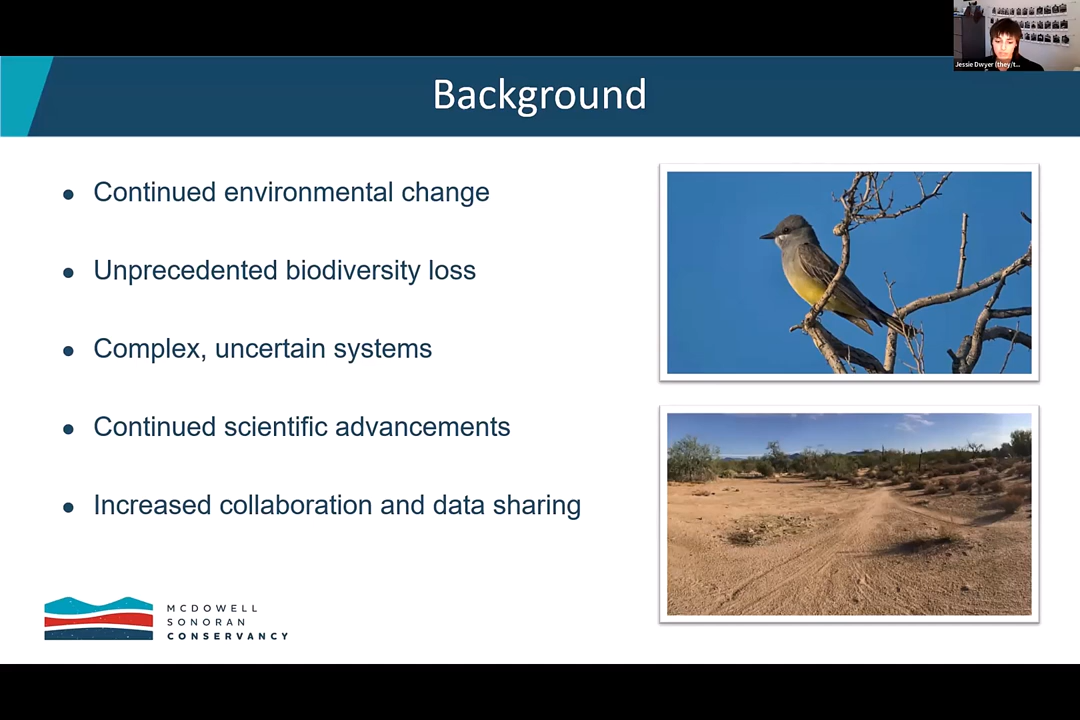 Jessie Dwyer (they/t...
Background
• Continued environmental change
• Unprecedented biodiversity loss
• Complex, uncertain systems
• Continued scientific advancements
• Increased collaboration and data sharing
MCDOWELL
SONORAN
CONSERVANCY